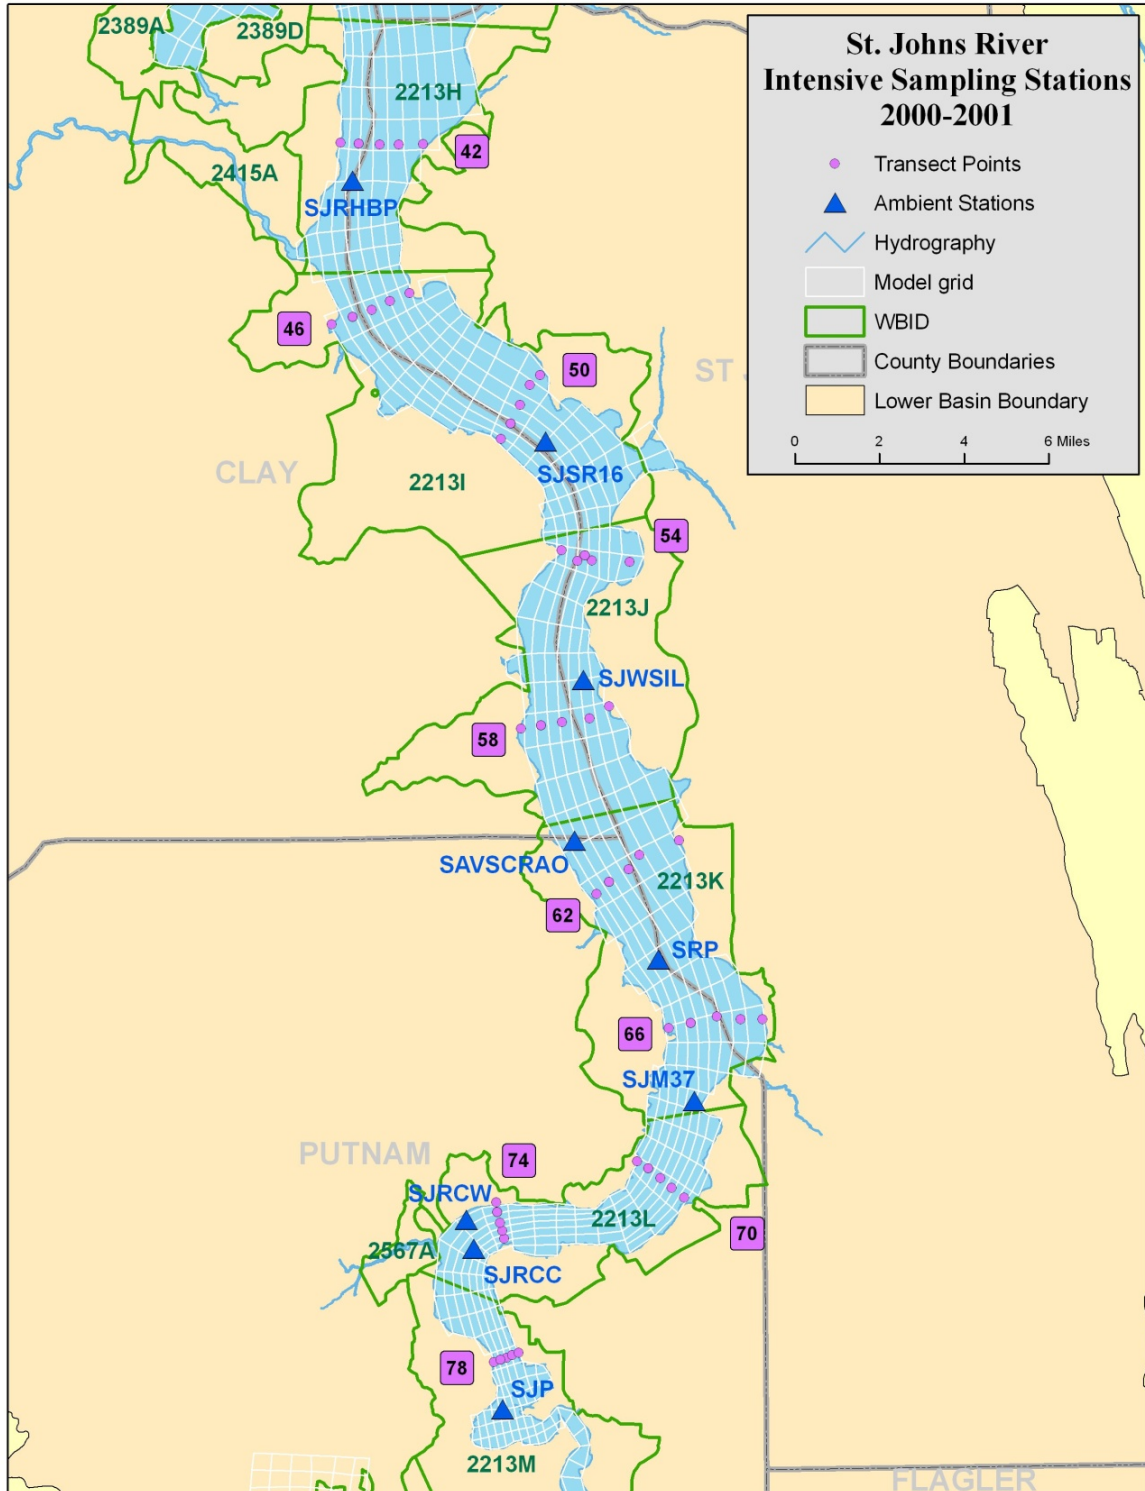 2389A
2389D
St. Johns River
Intensive Sampling Stations
2000-2001
Transect Points
Ambient Stations
Hydrography
Model grid
WBID
County Boundaries
Lower Basin Boundary
0 2 4 6 Miles
2213H
42
2415A
SJRHBP
46
50
ST J
SJSR16
CLAY
2213I
54
2213J
SJWSIL
58
SAVSCRAO
2213K
62
SRP
66
SJM37
PUTNAM
74
SJRCW
2213L
70
2567A
SJRCC
78
SJP
2213M
FLAGLER